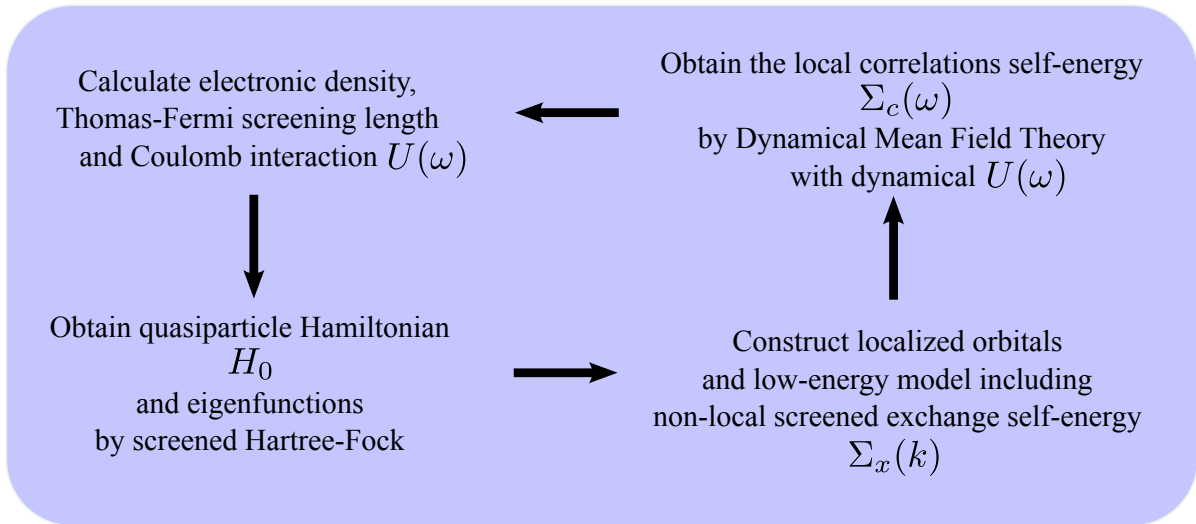 Calculate electronic density,
Thomas-Fermi screening length
and Coulomb interaction U(ω)
Obtain quasiparticle Hamiltonian
H₀
and eigenfunctions
by screened Hartree-Fock
Construct localized orbitals
and low-energy model including
non-local screened exchange self-energy
Σₓ(k)
Obtain the local correlations self-energy
Σ_c(ω)
by Dynamical Mean Field Theory
with dynamical U(ω)